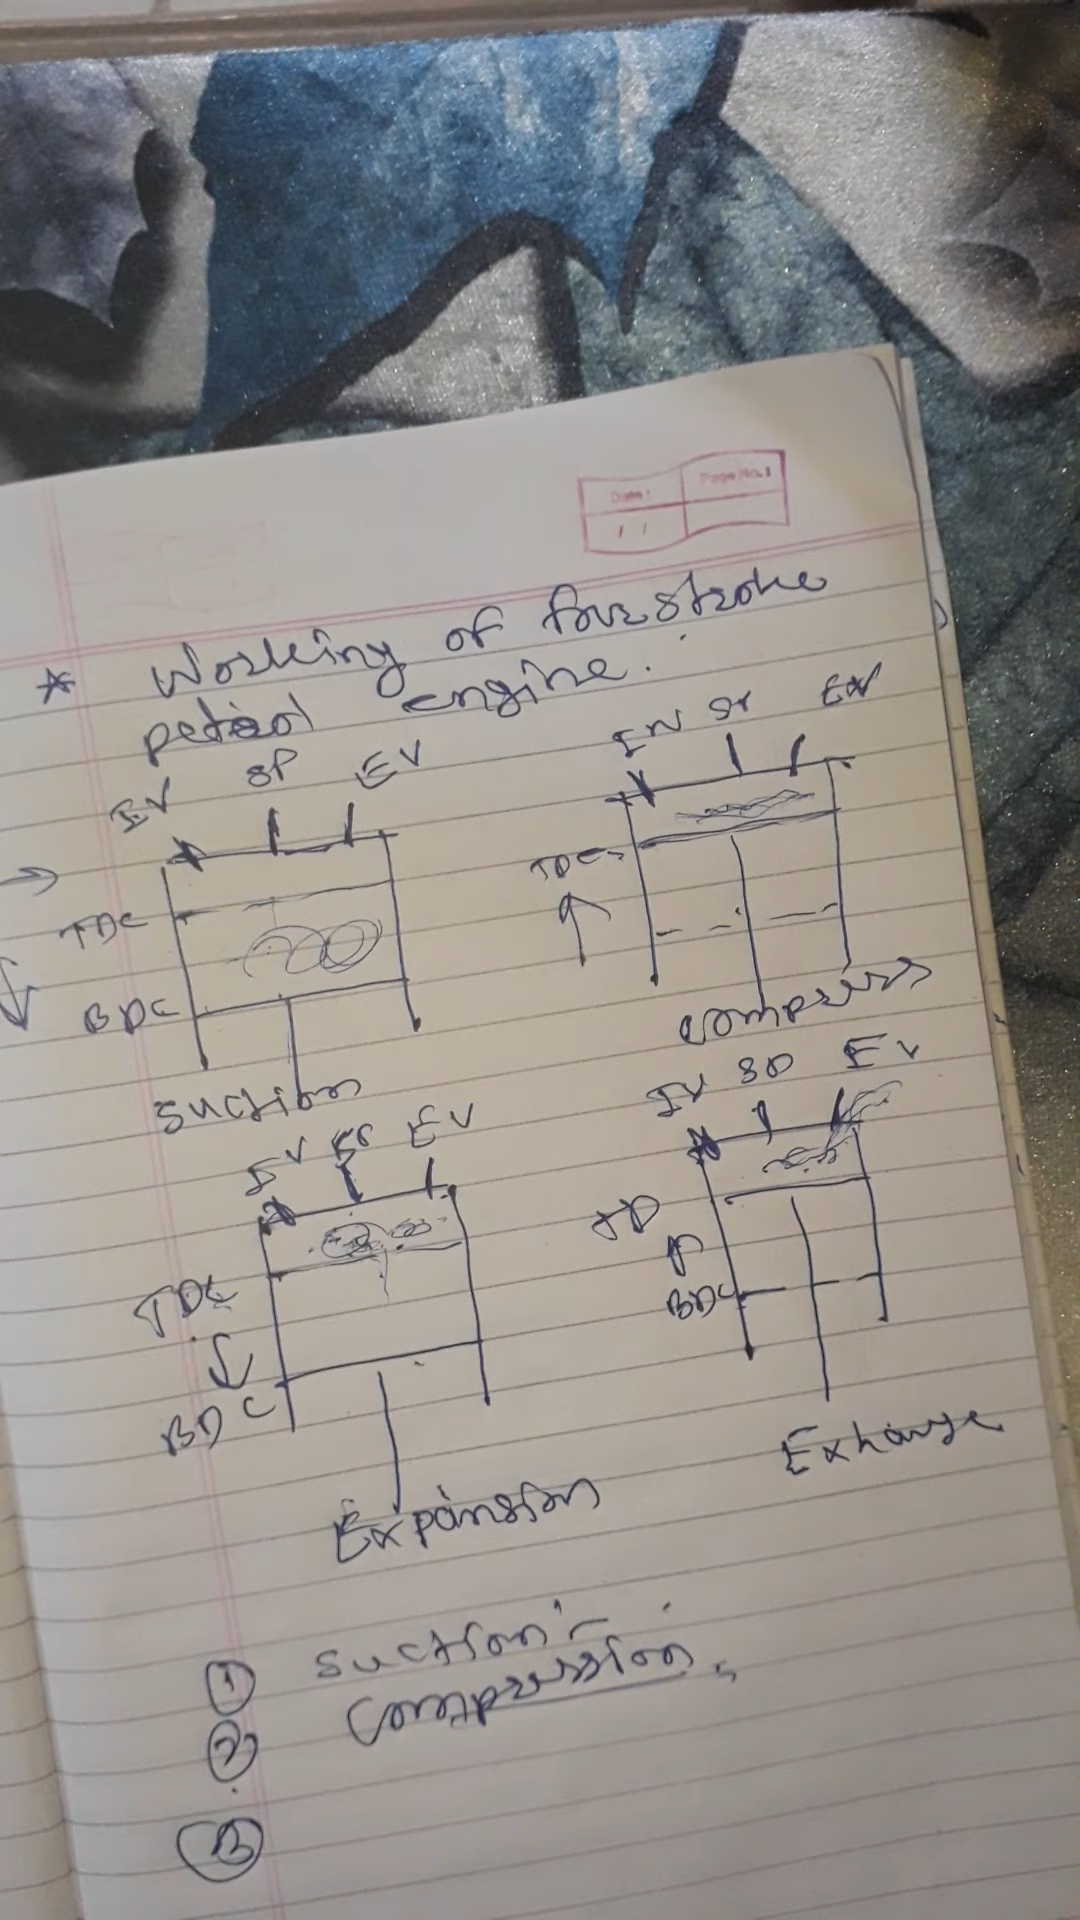 Date :
Page No. :
* Working of four stroke
petrol engine.
IV SP EV
TDC
BDC
Suction
IV SP EV
TDC
Compress
IV SP EV
TDC
BDC
Expansion
IV SP EV
TD
BDC
① Suction
② Compression
③